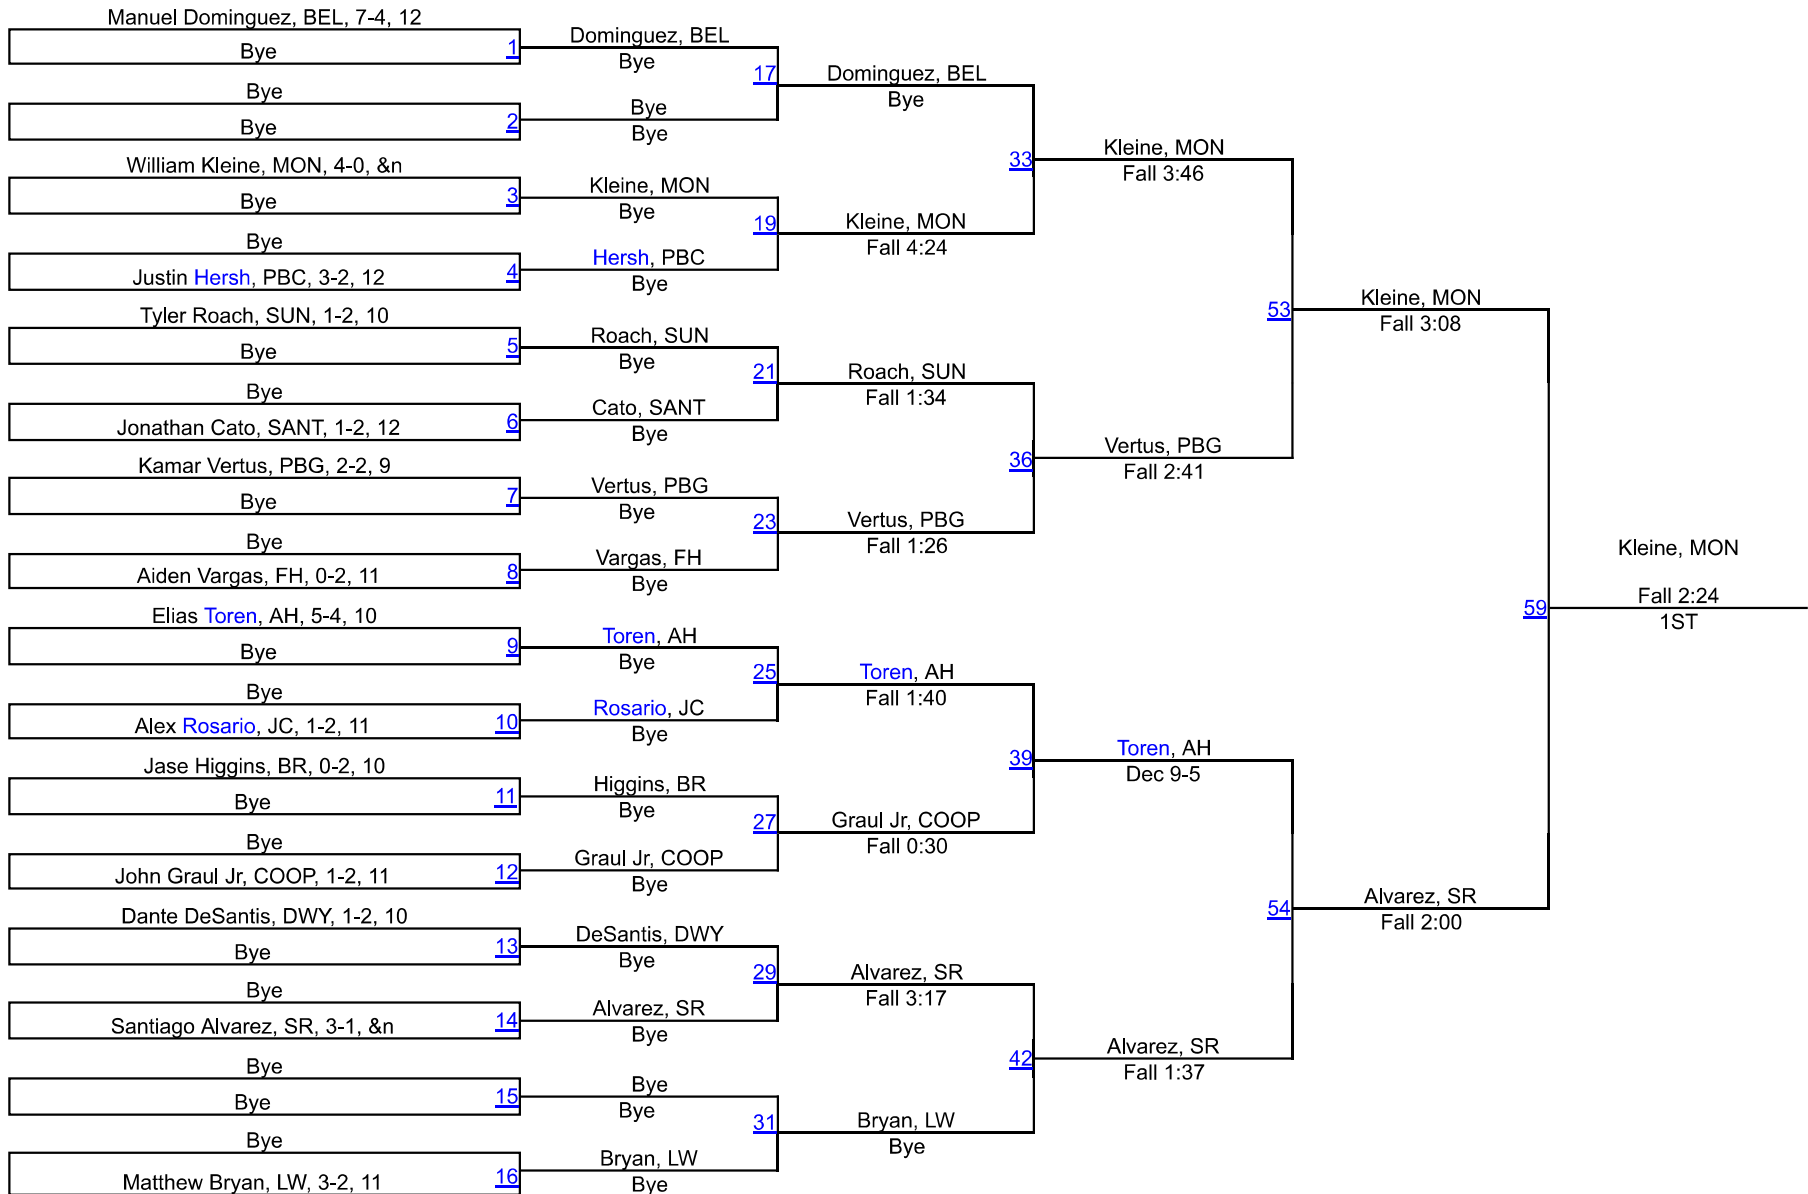 Manuel Dominguez, BEL, 7-4, 12
Bye
1
Bye
Bye
2
William Kleine, MON, 4-0, &n
Bye
3
Bye
Justin Hersh, PBC, 3-2, 12
4
Tyler Roach, SUN, 1-2, 10
Bye
5
Bye
Jonathan Cato, SANT, 1-2, 12
6
Kamar Vertus, PBG, 2-2, 9
Bye
7
Bye
Aiden Vargas, FH, 0-2, 11
8
Elias Toren, AH, 5-4, 10
Bye
9
Bye
Alex Rosario, JC, 1-2, 11
10
Jase Higgins, BR, 0-2, 10
Bye
11
Bye
John Graul Jr, COOP, 1-2, 11
12
Dante DeSantis, DWY, 1-2, 10
Bye
13
Bye
Santiago Alvarez, SR, 3-1, &n
14
Bye
Bye
15
Bye
Matthew Bryan, LW, 3-2, 11
16
Dominguez, BEL
Bye
17
Bye
Bye
Kleine, MON
Bye
19
Hersh, PBC
Bye
Roach, SUN
Bye
21
Cato, SANT
Bye
Vertus, PBG
Bye
23
Vargas, FH
Bye
Toren, AH
Bye
25
Rosario, JC
Bye
Higgins, BR
Bye
27
Graul Jr, COOP
Bye
DeSantis, DWY
Bye
29
Alvarez, SR
Bye
Bye
Bye
31
Bryan, LW
Bye
Dominguez, BEL
Bye
33
Kleine, MON
Fall 4:24
Roach, SUN
Fall 1:34
36
Vertus, PBG
Fall 1:26
Toren, AH
Fall 1:40
39
Graul Jr, COOP
Fall 0:30
Alvarez, SR
Fall 3:17
42
Bryan, LW
Bye
Kleine, MON
Fall 3:46
53
Vertus, PBG
Fall 2:41
Toren, AH
Dec 9-5
54
Alvarez, SR
Fall 1:37
Kleine, MON
Fall 3:08
59
Alvarez, SR
Fall 2:00
Kleine, MON
Fall 2:24
1ST